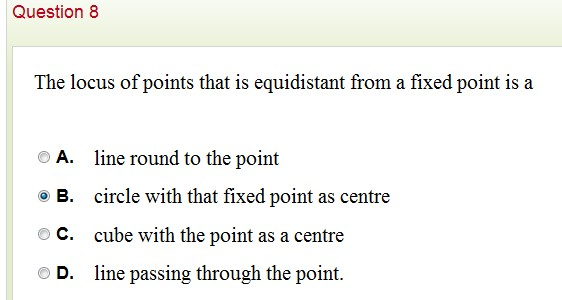 Question 8
The locus of points that is equidistant from a fixed point is a
A. line round to the point
B. circle with that fixed point as centre
C. cube with the point as a centre
D. line passing through the point.